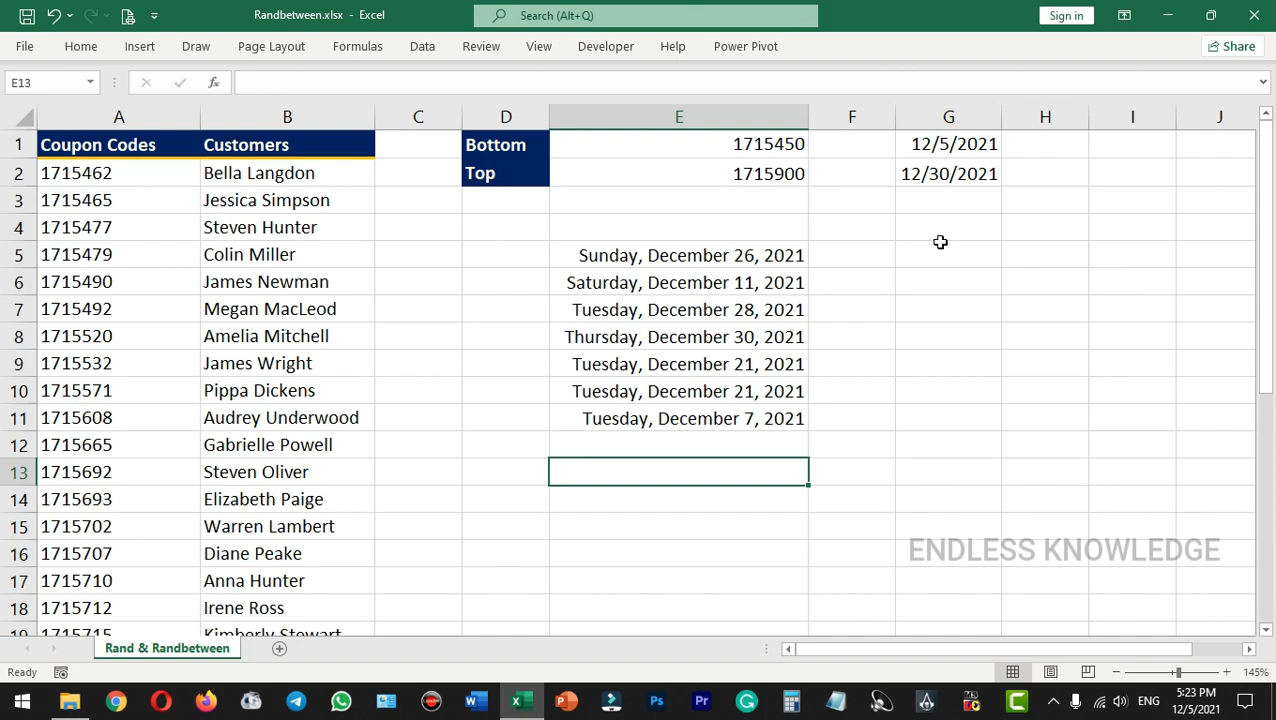 Randbetween.xlsx - Excel
Search (Alt+Q)
Sign in
File Home Insert Draw Page Layout Formulas Data Review View Developer Help Power Pivot Share
E13 fx
A B C D E F G H I J
1 Coupon Codes Customers Bottom 1715450 12/5/2021
2 1715462 Bella Langdon Top 1715900 12/30/2021
3 1715465 Jessica Simpson
4 1715477 Steven Hunter
5 1715479 Colin Miller Sunday, December 26, 2021
6 1715490 James Newman Saturday, December 11, 2021
7 1715492 Megan MacLeod Tuesday, December 28, 2021
8 1715520 Amelia Mitchell Thursday, December 30, 2021
9 1715532 James Wright Tuesday, December 21, 2021
10 1715571 Pippa Dickens Tuesday, December 21, 2021
11 1715608 Audrey Underwood Tuesday, December 7, 2021
12 1715665 Gabrielle Powell
13 1715692 Steven Oliver
14 1715693 Elizabeth Paige
15 1715702 Warren Lambert
16 1715707 Diane Peake
ENDLESS KNOWLEDGE
17 1715710 Anna Hunter
18 1715712 Irene Ross
19 1715715 Kimberly Stewart
Rand & Randbetween
Ready 145%
ENG 5:23 PM
12/5/2021